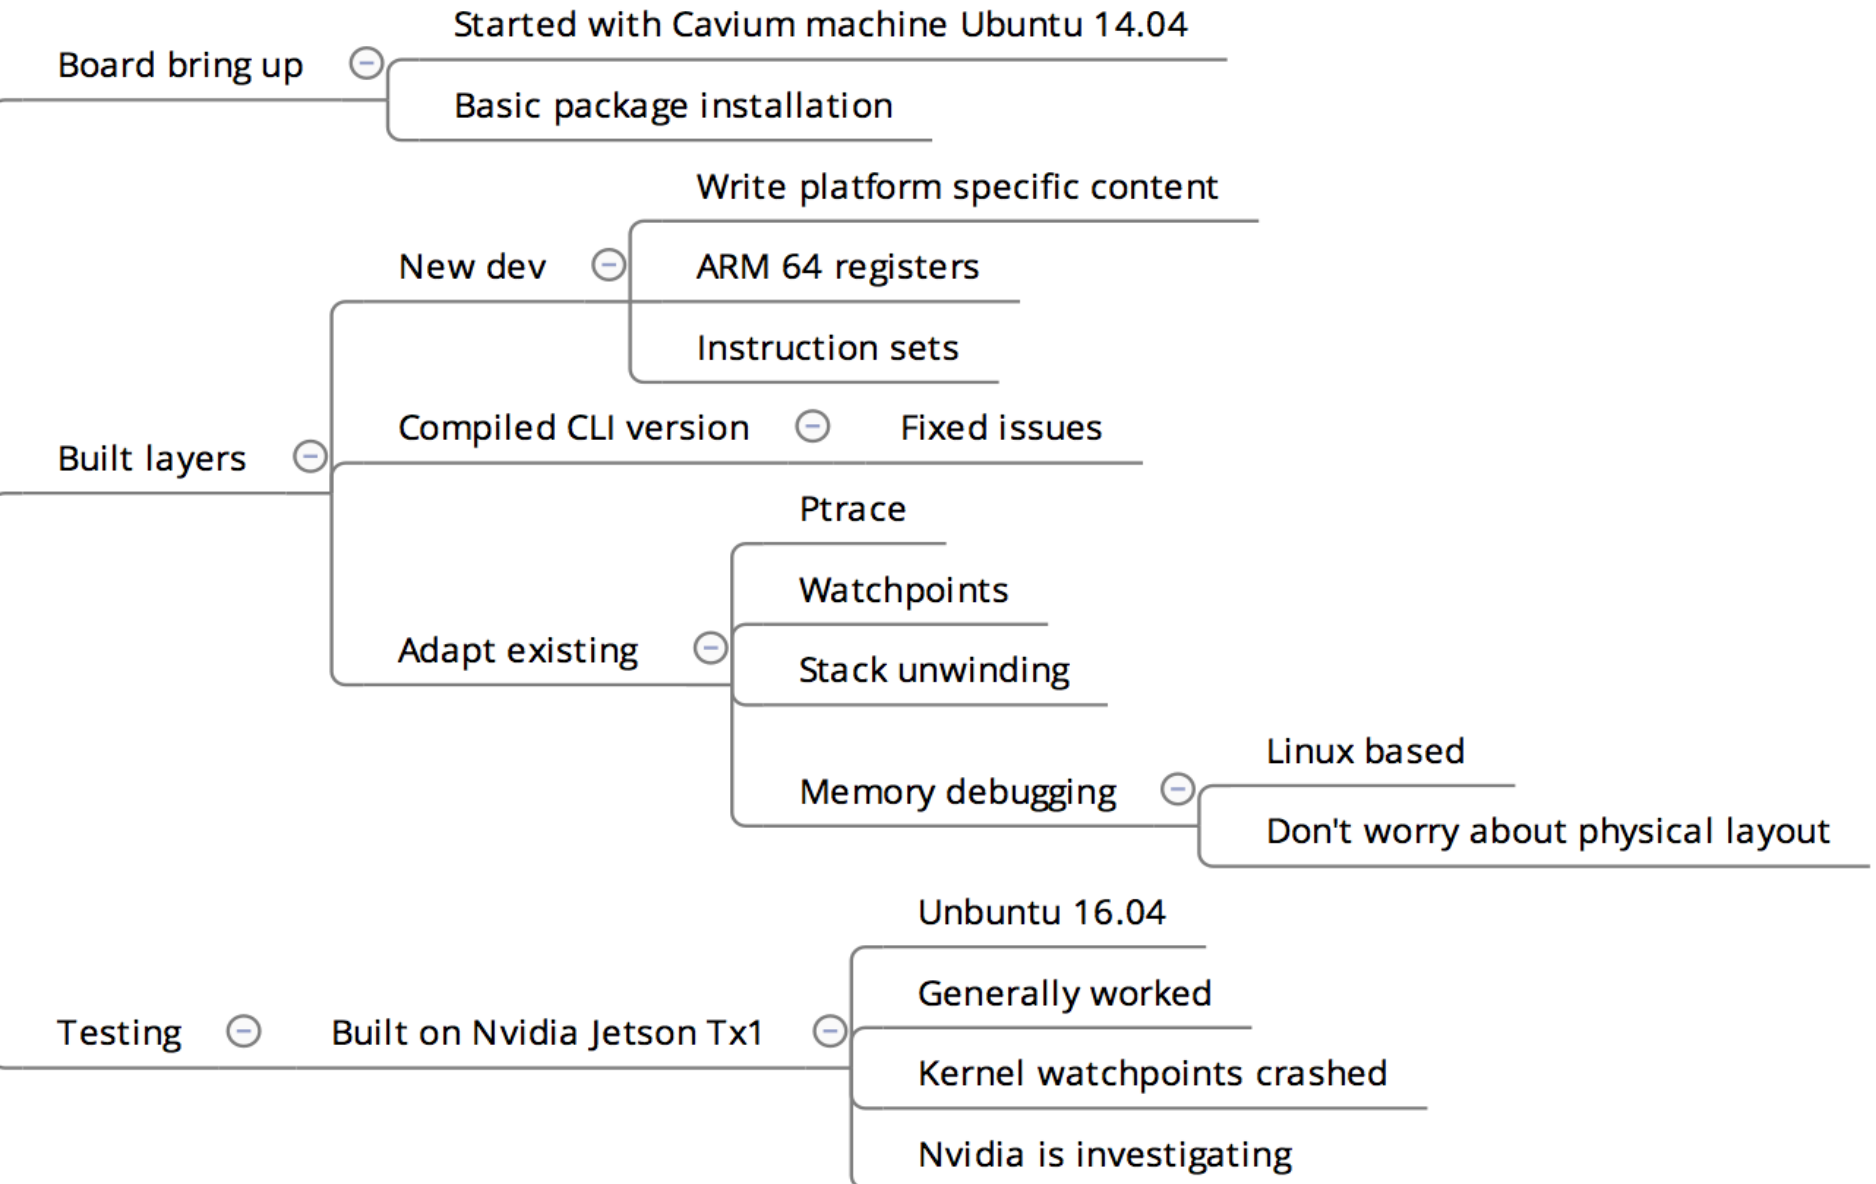 Started with Cavium machine Ubuntu 14.04
Board bring up
Basic package installation
Write platform specific content
New dev
ARM 64 registers
Instruction sets
Compiled CLI version
Fixed issues
Built layers
Ptrace
Watchpoints
Adapt existing
Stack unwinding
Memory debugging
Linux based
Don't worry about physical layout
Unbuntu 16.04
Generally worked
Testing
Built on Nvidia Jetson Tx1
Kernel watchpoints crashed
Nvidia is investigating